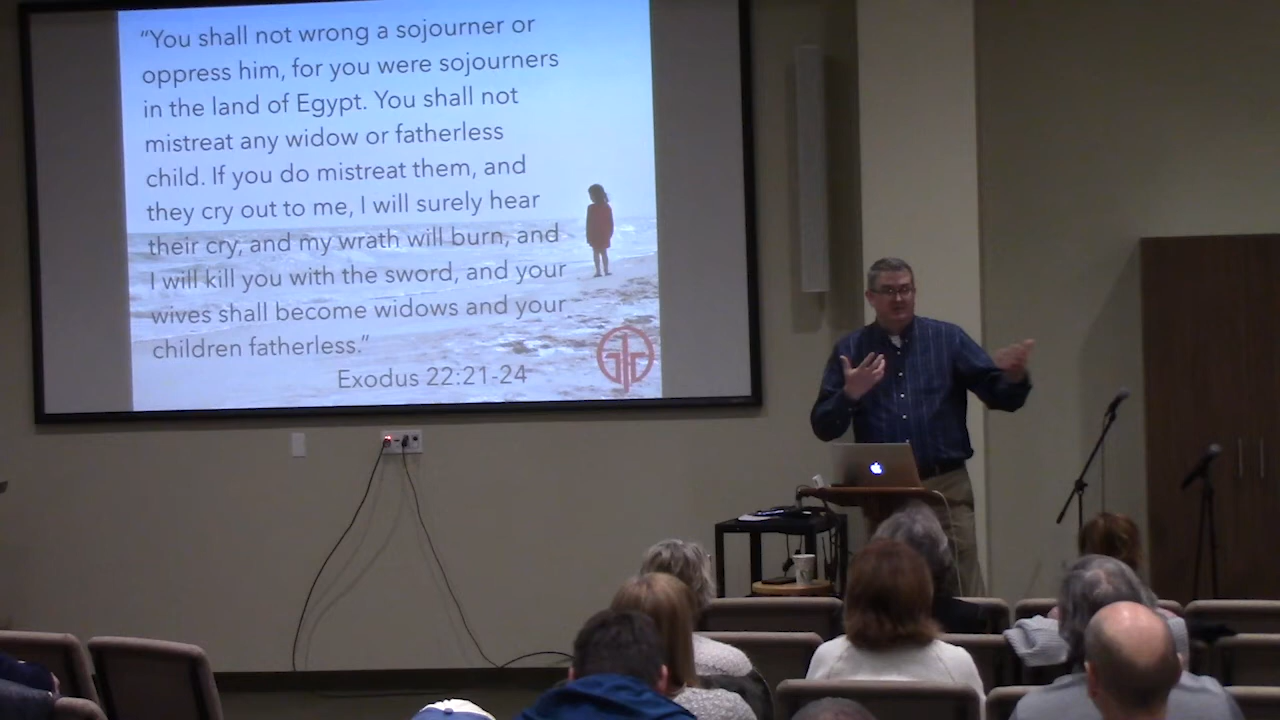 “You shall not wrong a sojourner or
oppress him, for you were sojourners
in the land of Egypt. You shall not
mistreat any widow or fatherless
child. If you do mistreat them, and
they cry out to me, I will surely hear
their cry, and my wrath will burn, and
I will kill you with the sword, and your
wives shall become widows and your
children fatherless.”
Exodus 22:21-24